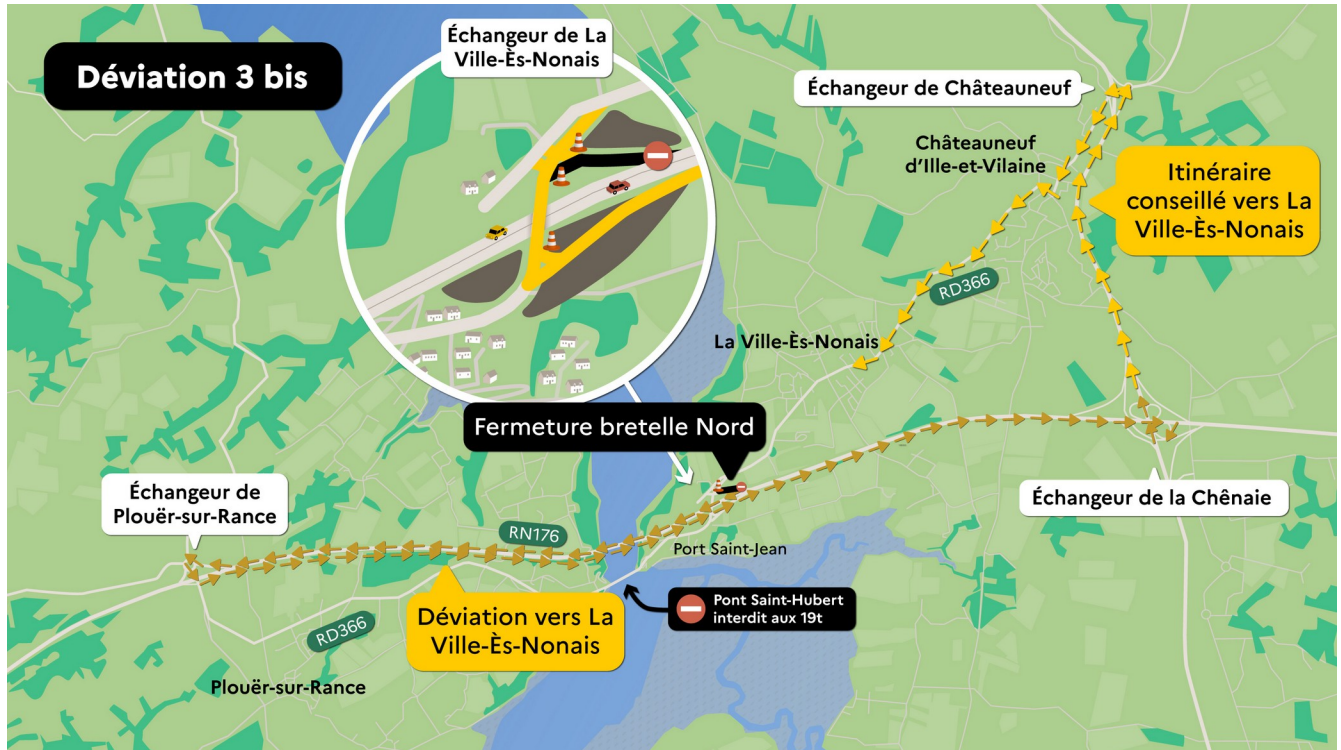 Déviation 3 bis
Échangeur de La
Ville-Ès-Nonais
Échangeur de Châteauneuf
Châteauneuf
d'Ille-et-Vilaine
Itinéraire
conseillé vers La
Ville-Ès-Nonais
RD366
La Ville-Ès-Nonais
Fermeture bretelle Nord
Échangeur de
Plouër-sur-Rance
Échangeur de la Chênaie
RN176
Port Saint-Jean
Déviation vers La
Ville-Ès-Nonais
Pont Saint-Hubert
interdit aux 19t
RD366
Plouër-sur-Rance